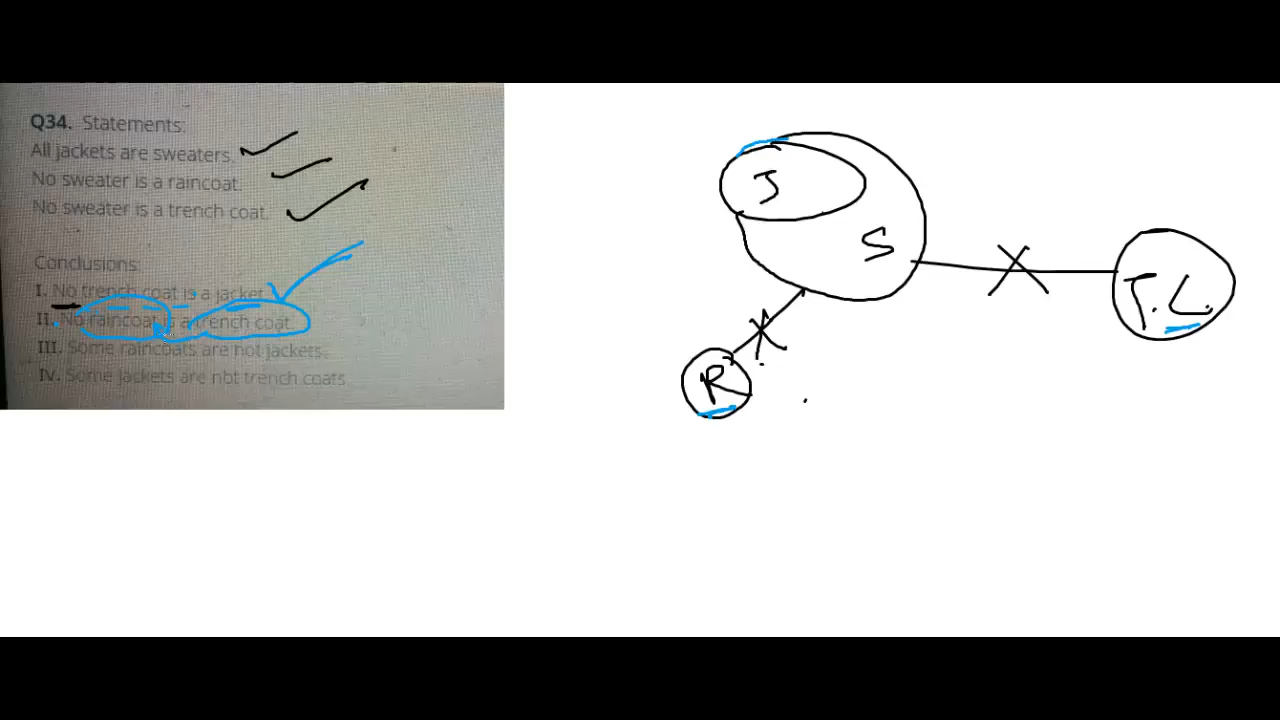 Q34. Statements:
All jackets are sweaters.
No sweater is a raincoat.
No sweater is a trench coat.
Conclusions:
I. No trench coat is a jacket.
II. No raincoat is a trench coat.
III. Some raincoats are not jackets.
IV. Some jackets are not trench coats
J
S
T.C.
R